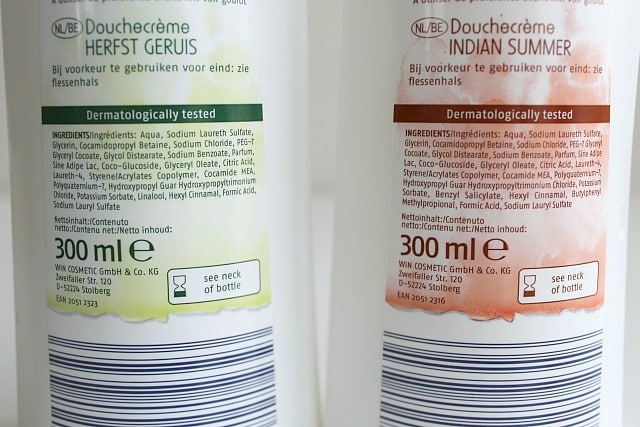 NL/BE Douchecrème
HERFST GERUIS
Bij voorkeur te gebruiken voor eind: zie
flessenhals
Dermatologically tested
INGREDIENTS/Ingrédients: Aqua, Sodium Laureth Sulfate,
Glycerin, Cocamidopropyl Betaine, Sodium Chloride, PEG-7
Glyceryl Cocoate, Glycol Distearate, Sodium Benzoate, Parfum,
Sine Adipe Lac, Coco-Glucoside, Glyceryl Oleate, Citric Acid,
Laureth-4, Styrene/Acrylates Copolymer, Cocamide MEA,
Polyquaternium-7, Hydroxypropyl Guar Hydroxypropyltrimonium
Chloride, Potassium Sorbate, Linalool, Hexyl Cinnamal, Formic Acid,
Sodium Lauryl Sulfate
Nettoinhalt:/Contenuto
netto:/Contenu net:/Netto inhoud:
300 ml e
WIN COSMETIC GmbH & Co. KG
Zweifaller Str. 120
D-52224 Stolberg
EAN 2051 2323
see neck
of bottle
NL/BE Douchecrème
INDIAN SUMMER
Bij voorkeur te gebruiken voor eind: zie
flessenhals
Dermatologically tested
INGREDIENTS/Ingrédients: Aqua, Sodium Laureth Sulfate,
Glycerin, Cocamidopropyl Betaine, Sodium Chloride, PEG-7
Glyceryl Cocoate, Glycol Distearate, Sodium Benzoate, Parfum, Sine Adipe
Lac, Coco-Glucoside, Glyceryl Oleate, Citric Acid, Laureth-4,
Styrene/Acrylates Copolymer, Cocamide MEA, Polyquaternium-7,
Hydroxypropyl Guar Hydroxypropyltrimonium Chloride, Potassium
Sorbate, Benzyl Salicylate, Hexyl Cinnamal, Butylphenyl
Methylpropional, Formic Acid, Sodium Lauryl Sulfate
Nettoinhalt:/Contenuto
netto:/Contenu net:/Netto inhoud:
300 ml e
WIN COSMETIC GmbH & Co. KG
Zweifaller Str. 120
D-52224 Stolberg
EAN 2051 2316
see neck
of bottle